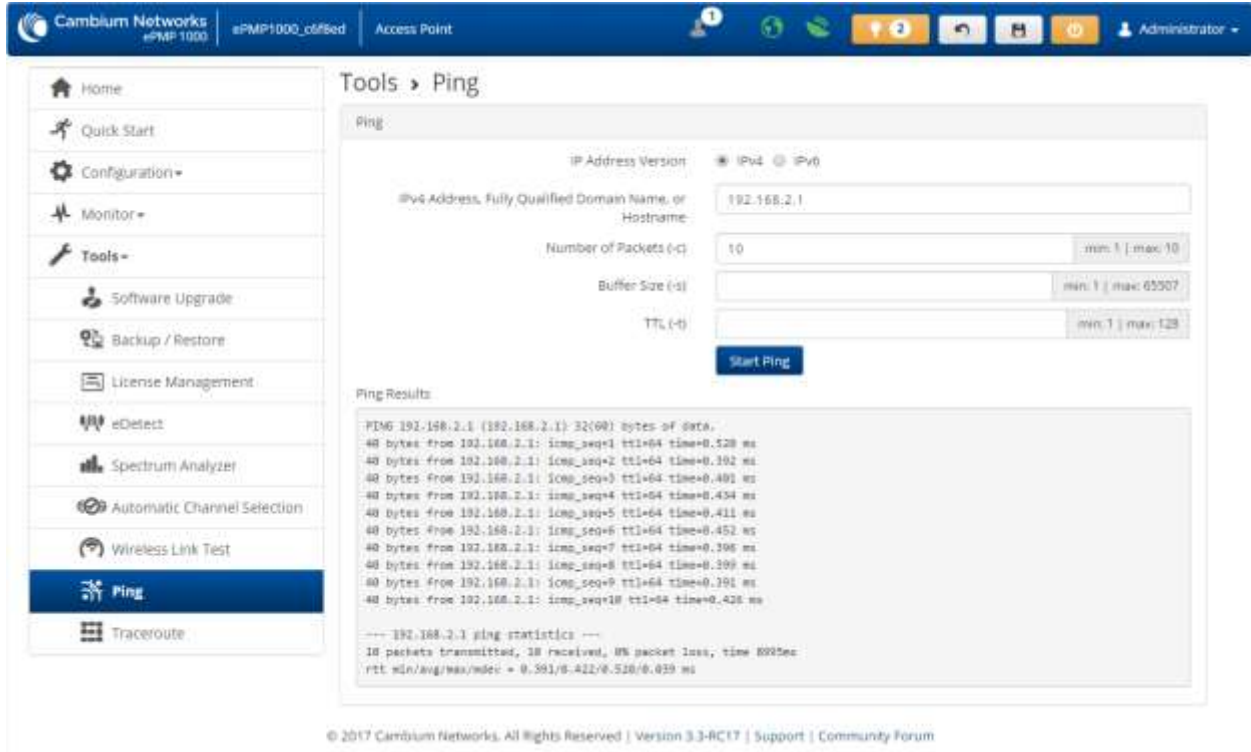 Cambium Networks
ePMP 1000
ePMP1000_c6f8ed
Access Point
1
2
Administrator
Home
Quick Start
Configuration
Monitor
Tools
Software Upgrade
Backup / Restore
License Management
eDetect
Spectrum Analyzer
Automatic Channel Selection
Wireless Link Test
Ping
Traceroute
Tools › Ping
Ping
IP Address Version
IPv4 IPv6
IPv4 Address, Fully Qualified Domain Name, or
Hostname
192.168.2.1
Number of Packets (-c)
10
min: 1 | max: 10
Buffer Size (-s)
min: 1 | max: 65507
TTL (-t)
min: 1 | max: 128
Start Ping
Ping Results
PING 192.168.2.1 (192.168.2.1) 32(60) bytes of data.
40 bytes from 192.168.2.1: icmp_seq=1 ttl=64 time=0.520 ms
40 bytes from 192.168.2.1: icmp_seq=2 ttl=64 time=0.392 ms
40 bytes from 192.168.2.1: icmp_seq=3 ttl=64 time=0.401 ms
40 bytes from 192.168.2.1: icmp_seq=4 ttl=64 time=0.434 ms
40 bytes from 192.168.2.1: icmp_seq=5 ttl=64 time=0.411 ms
40 bytes from 192.168.2.1: icmp_seq=6 ttl=64 time=0.452 ms
40 bytes from 192.168.2.1: icmp_seq=7 ttl=64 time=0.396 ms
40 bytes from 192.168.2.1: icmp_seq=8 ttl=64 time=0.399 ms
40 bytes from 192.168.2.1: icmp_seq=9 ttl=64 time=0.391 ms
40 bytes from 192.168.2.1: icmp_seq=10 ttl=64 time=0.426 ms
--- 192.168.2.1 ping statistics ---
10 packets transmitted, 10 received, 0% packet loss, time 8995ms
rtt min/avg/max/mdev = 0.391/0.422/0.520/0.039 ms
© 2017 Cambium Networks. All Rights Reserved | Version 3.3-RC17 | Support | Community Forum